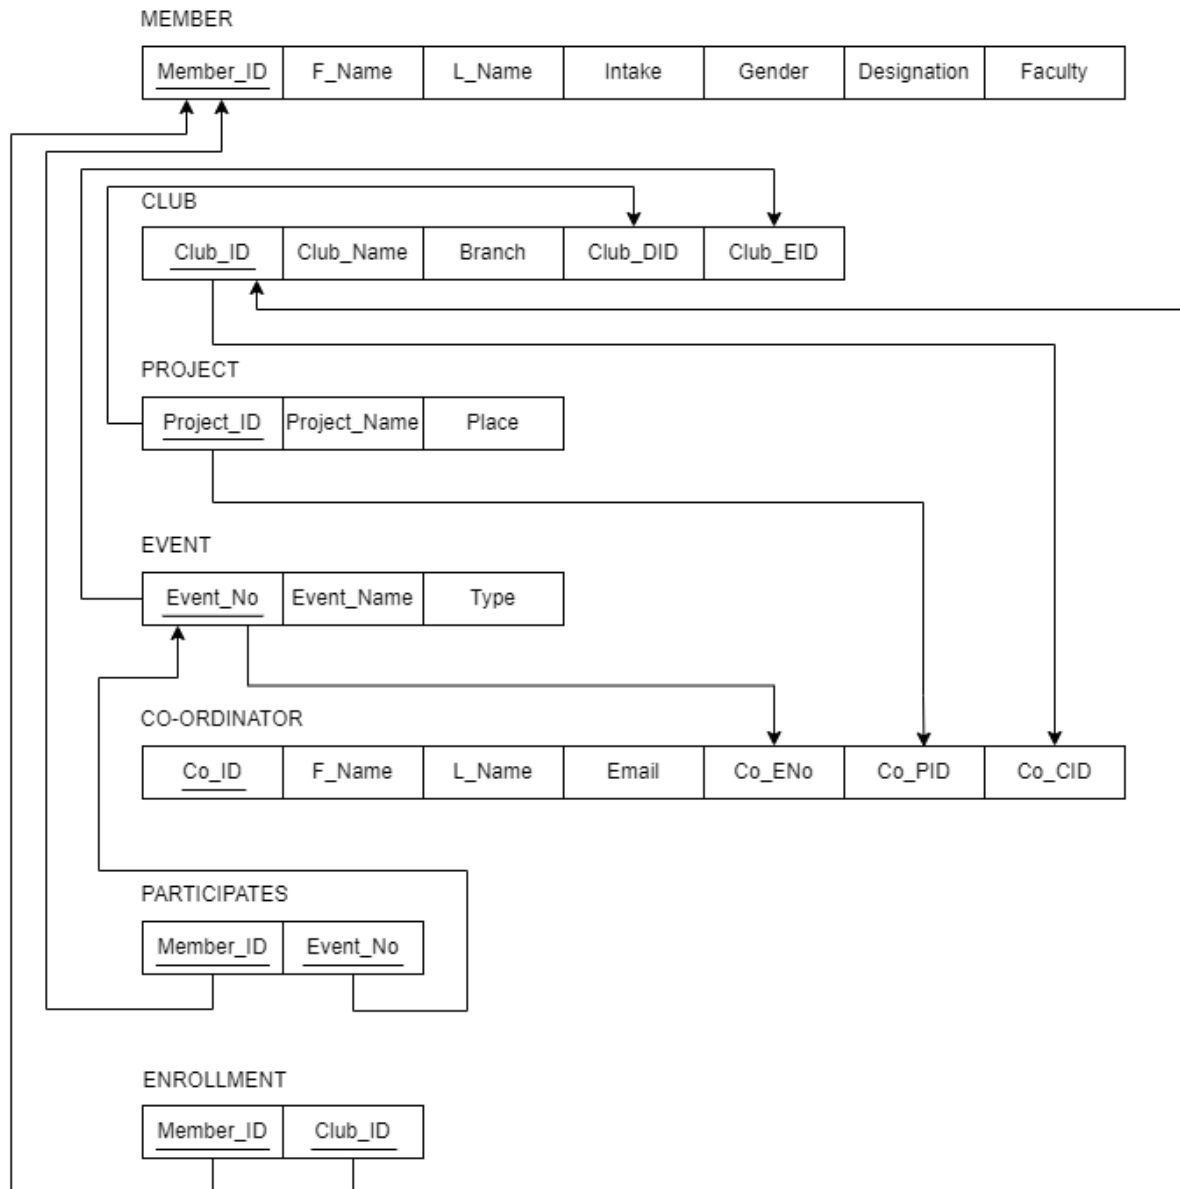 MEMBER
Member_ID F_Name L_Name Intake Gender Designation Faculty
CLUB
Club_ID Club_Name Branch Club_DID Club_EID
PROJECT
Project_ID Project_Name Place
EVENT
Event_No Event_Name Type
CO-ORDINATOR
Co_ID F_Name L_Name Email Co_ENo Co_PID Co_CID
PARTICIPATES
Member_ID Event_No
ENROLLMENT
Member_ID Club_ID